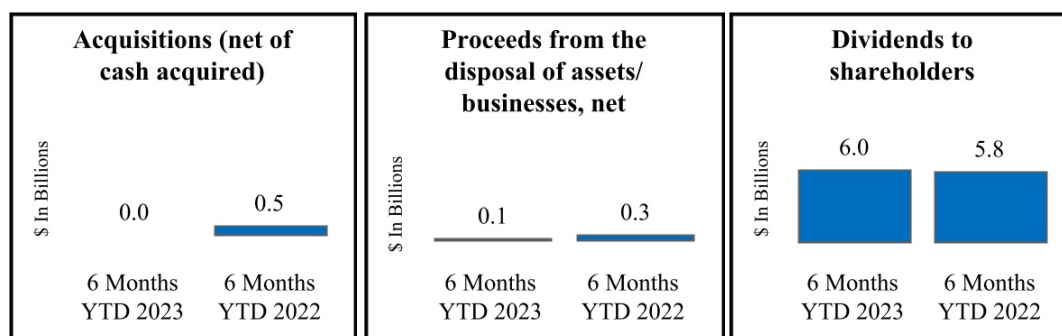 Acquisitions (net of
cash acquired)
$ In Billions
0.0
0.5
6 Months
YTD 2023
6 Months
YTD 2022
Proceeds from the
disposal of assets/
businesses, net
$ In Billions
0.1
0.3
6 Months
YTD 2023
6 Months
YTD 2022
Dividends to
shareholders
$ In Billions
6.0
5.8
6 Months
YTD 2023
6 Months
YTD 2022